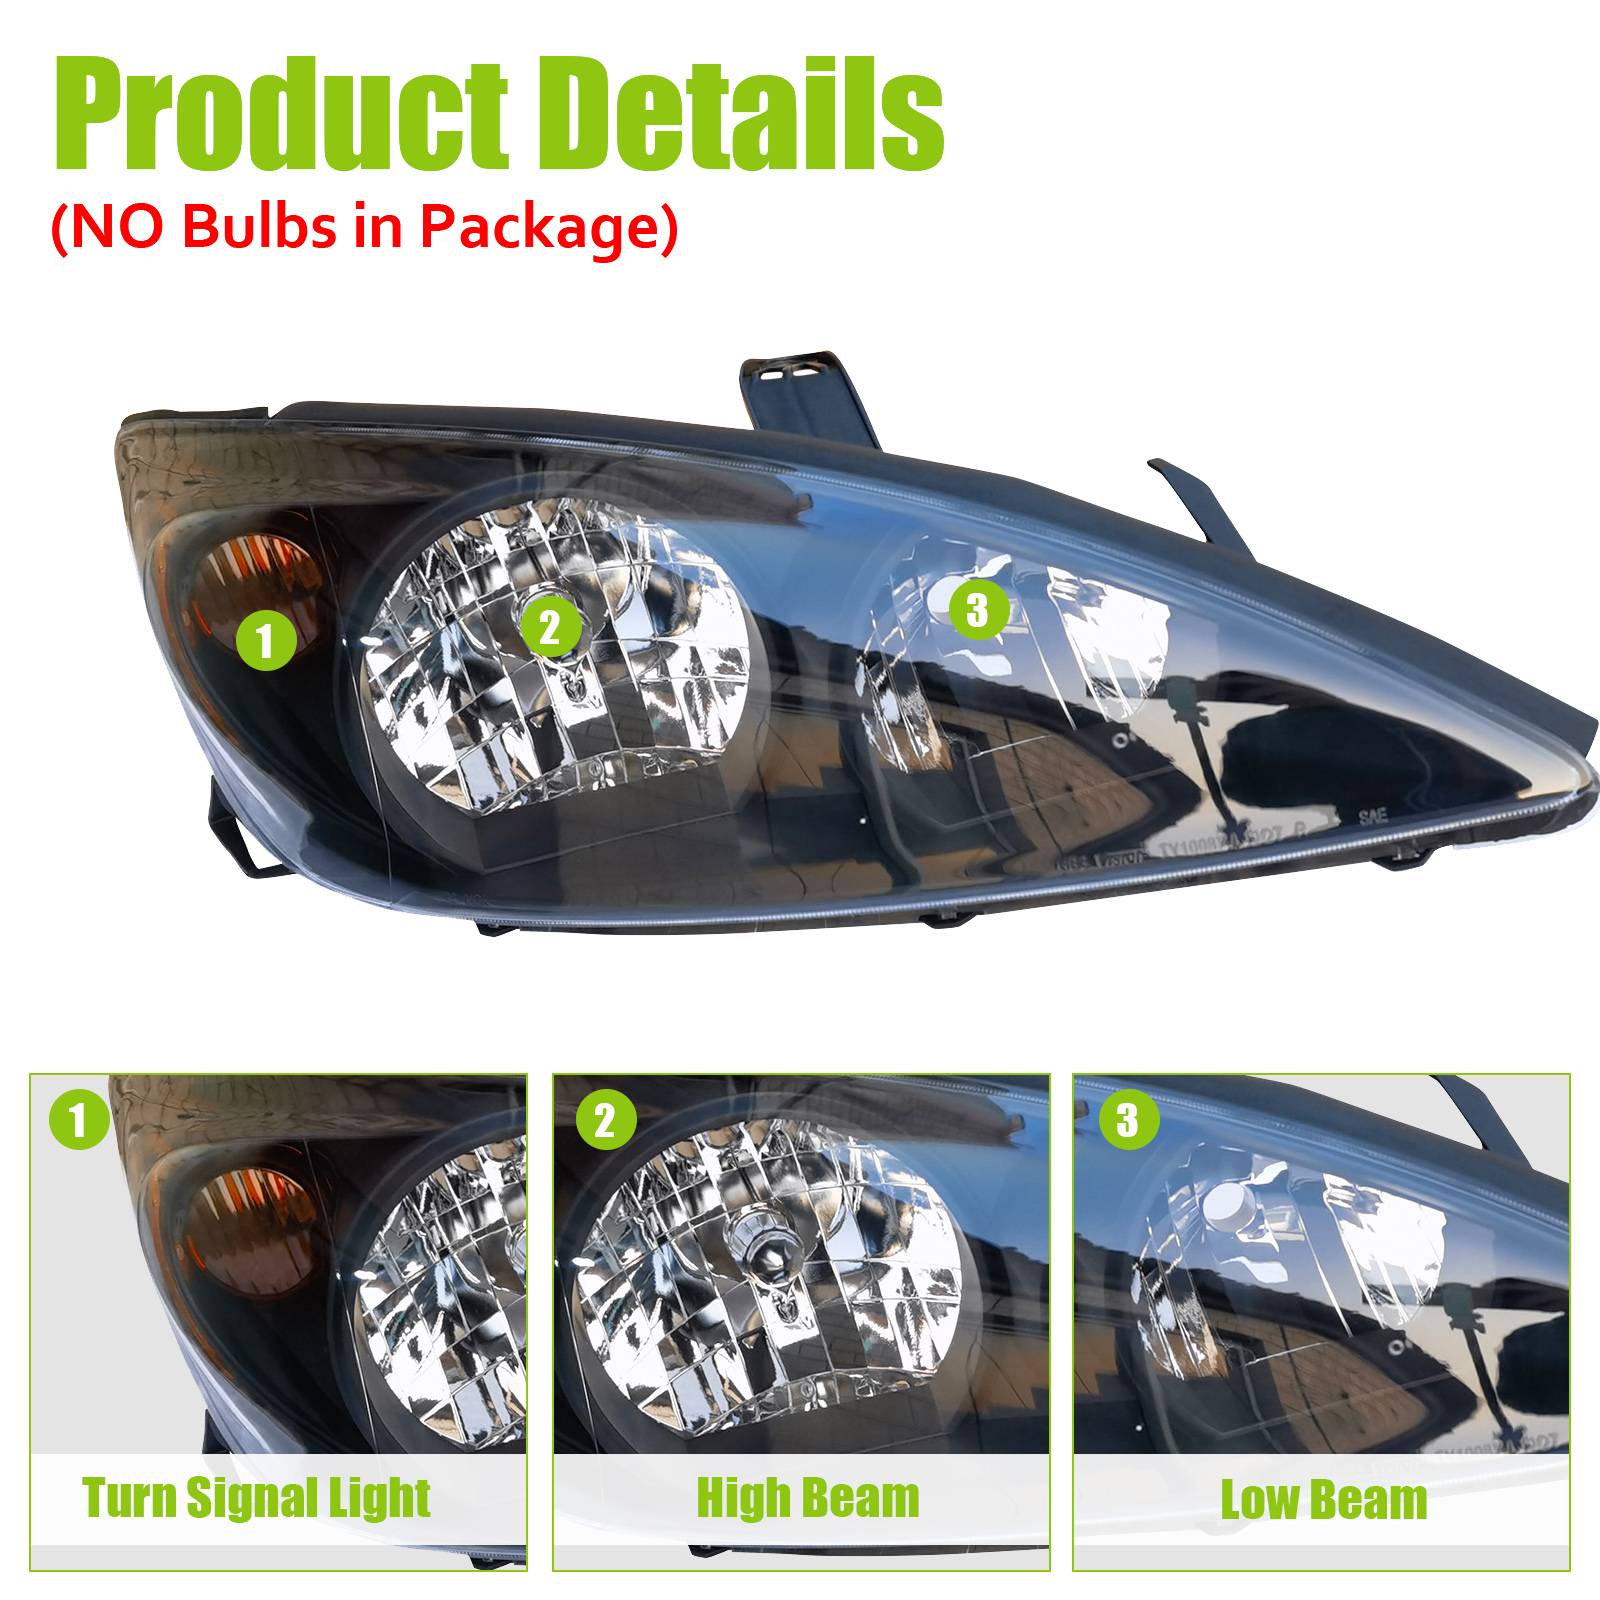 Product Details
(NO Bulbs in Package)
1
2
3
SAE
1
2
3
Turn Signal Light
High Beam
Low Beam